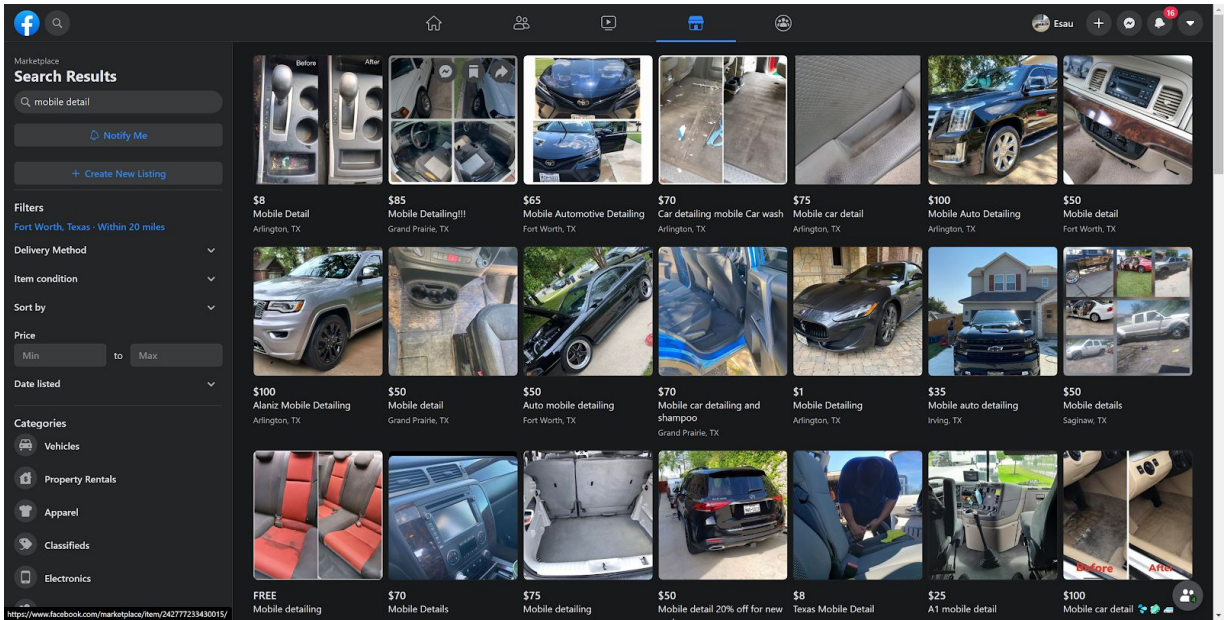 Esau
16
Marketplace
Search Results
mobile detail
Notify Me
+ Create New Listing
Filters
Fort Worth, Texas · Within 20 miles
Delivery Method
Item condition
Sort by
Price
Min to Max
Date listed
Categories
Vehicles
Property Rentals
Apparel
Classifieds
Electronics
https://www.facebook.com/marketplace/item/242777233430015/
Before After
$8
Mobile Detail
Arlington, TX
$85
Mobile Detailing!!!
Grand Prairie, TX
$65
Mobile Automotive Detailing
Fort Worth, TX
$70
Car detailing mobile Car wash
Arlington, TX
$75
Mobile car detail
Arlington, TX
$100
Mobile Auto Detailing
Arlington, TX
$50
Mobile detail
Fort Worth, TX
$100
Alaniz Mobile Detailing
Arlington, TX
$50
Mobile detail
Grand Prairie, TX
$50
Auto mobile detailing
Fort Worth, TX
$70
Mobile car detailing and
shampoo
Grand Prairie, TX
$1
Mobile Detailing
Arlington, TX
$35
Mobile auto detailing
Irving, TX
$50
Mobile details
Saginaw, TX
FREE
Mobile detailing
$70
Mobile Details
$75
Mobile detailing
$50
Mobile detail 20% off for new
$8
Texas Mobile Detail
$25
A1 mobile detail
Before After
$100
Mobile car detail